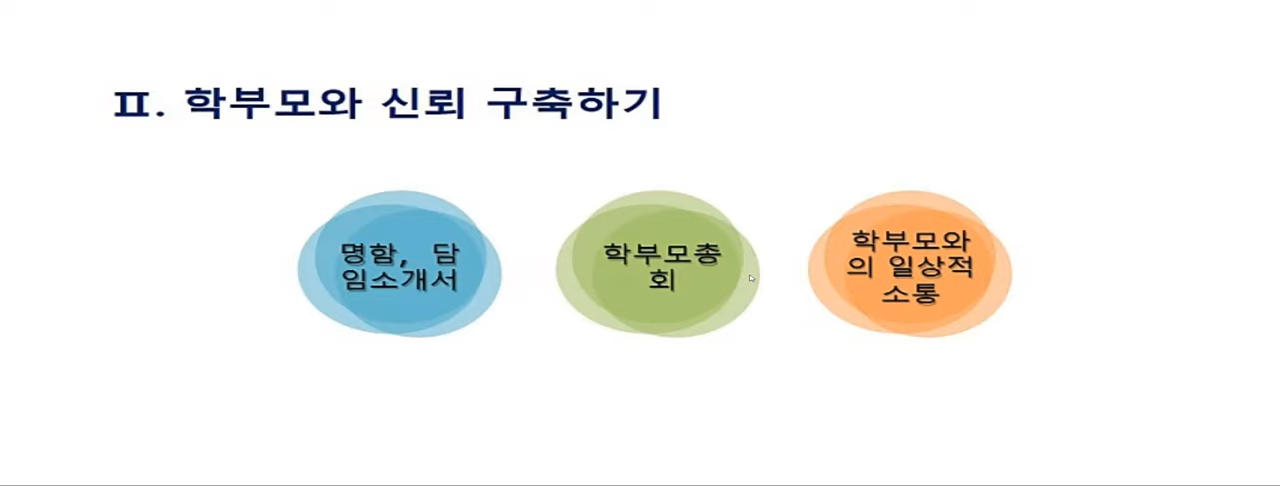 Ⅱ. 학부모와 신뢰 구축하기
명함, 담
임소개서
학부모총
회
학부모와
의 일상적
소통